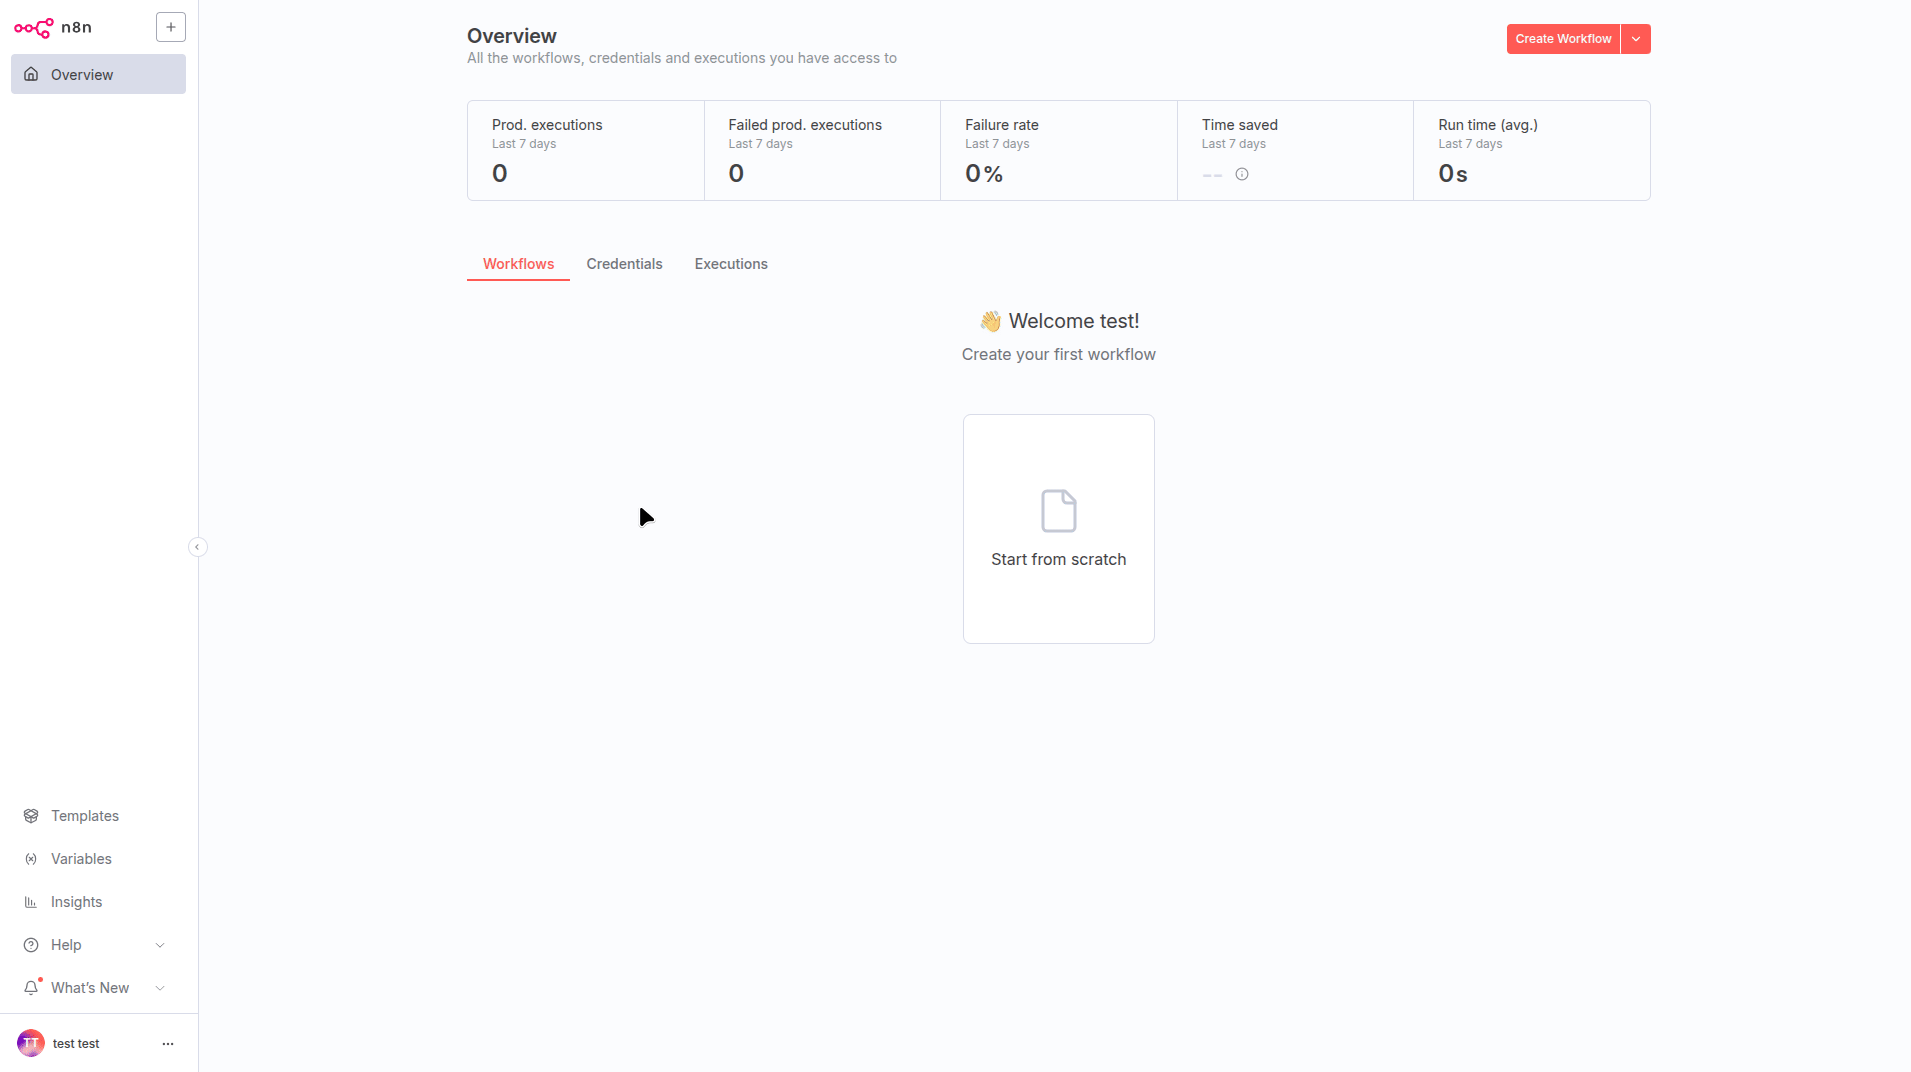 n8n
Overview
Templates
Variables
Insights
Help
What's New
TT
test test
Overview
All the workflows, credentials and executions you have access to
Create Workflow
Prod. executions
Last 7 days
0
Failed prod. executions
Last 7 days
0
Failure rate
Last 7 days
0%
Time saved
Last 7 days
--
Run time (avg.)
Last 7 days
0s
Workflows Credentials Executions
👋 Welcome test!
Create your first workflow
Start from scratch